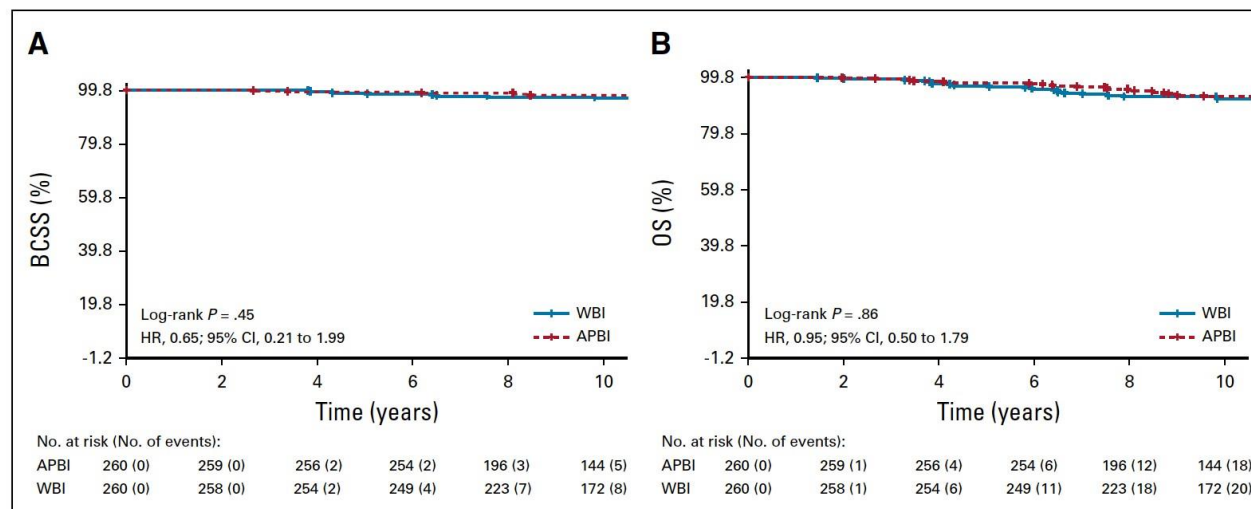 A
99.8
79.8
59.8
39.8
19.8
-1.2
BCSS (%)
Log-rank P = .45
HR, 0.65; 95% CI, 0.21 to 1.99
WBI
APBI
0 2 4 6 8 10
Time (years)
No. at risk (No. of events):
APBI 260 (0) 259 (0) 256 (2) 254 (2) 196 (3) 144 (5)
WBI 260 (0) 258 (0) 254 (2) 249 (4) 223 (7) 172 (8)
B
99.8
79.8
59.8
39.8
19.8
-1.2
OS (%)
Log-rank P = .86
HR, 0.95; 95% CI, 0.50 to 1.79
WBI
APBI
0 2 4 6 8 10
Time (years)
No. at risk (No. of events):
APBI 260 (0) 259 (1) 256 (4) 254 (6) 196 (12) 144 (18)
WBI 260 (0) 258 (1) 254 (6) 249 (11) 223 (18) 172 (20)